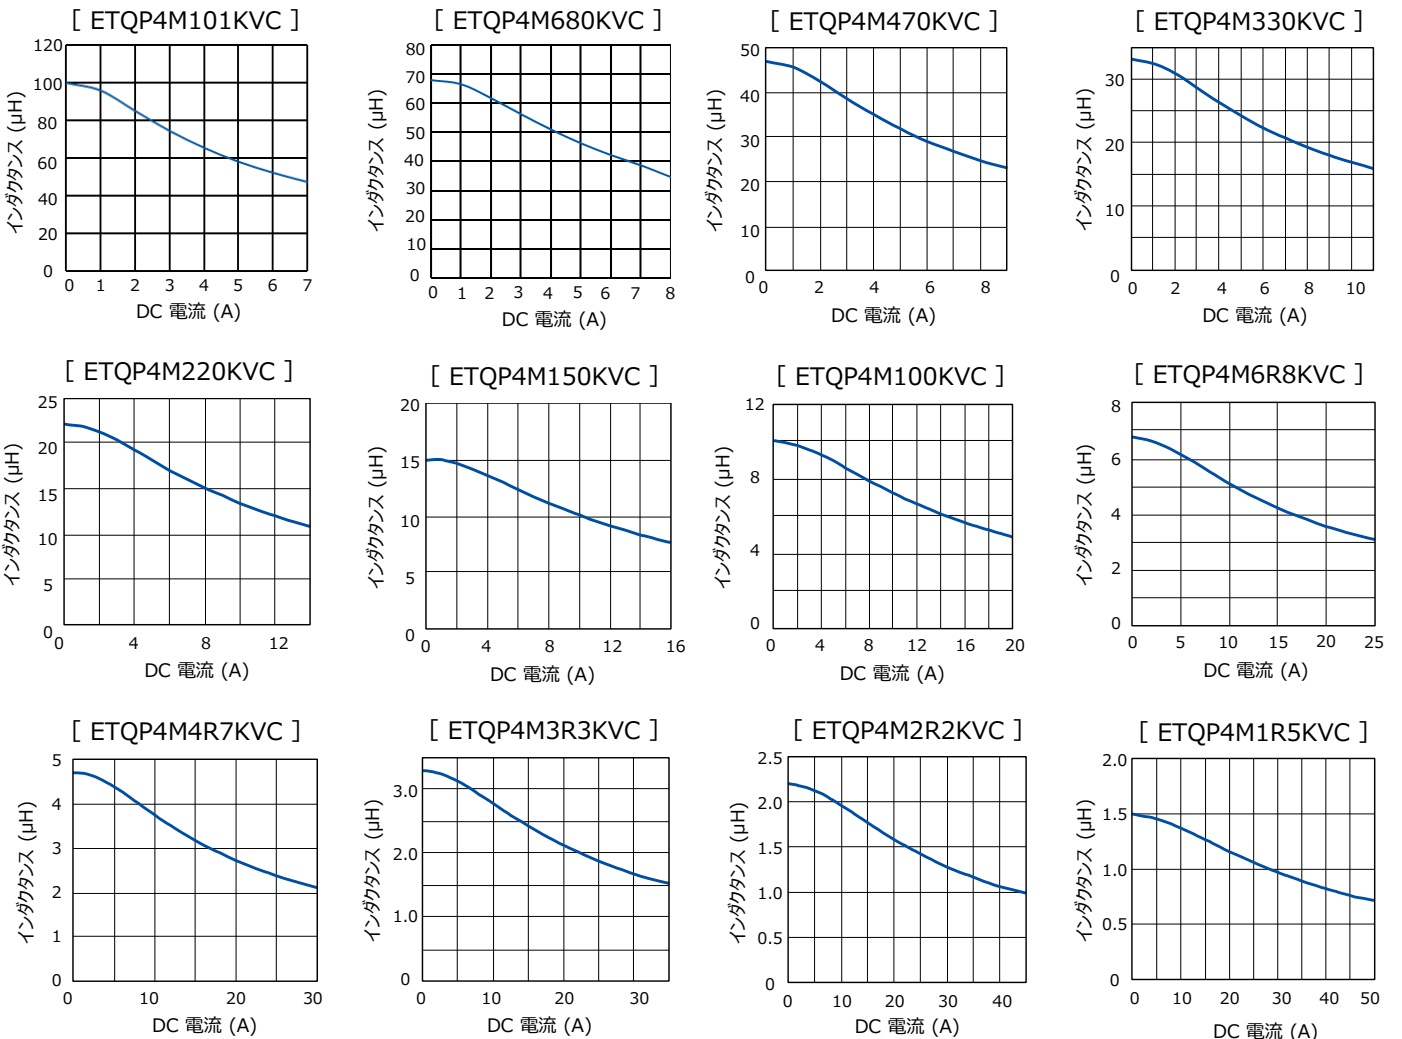 [ ETQP4M101KVC ]
インダクタンス (μH)
120
100
80
60
40
20
0
0 1 2 3 4 5 6 7
DC 電流 (A)
[ ETQP4M680KVC ]
インダクタンス (μH)
80
70
60
50
40
30
20
10
0
0 1 2 3 4 5 6 7 8
DC 電流 (A)
[ ETQP4M470KVC ]
インダクタンス (μH)
50
40
30
20
10
0
0 2 4 6 8
DC 電流 (A)
[ ETQP4M330KVC ]
インダクタンス (μH)
30
20
10
0
0 2 4 6 8 10
DC 電流 (A)
[ ETQP4M220KVC ]
インダクタンス (μH)
25
20
15
10
5
0
0 4 8 12
DC 電流 (A)
[ ETQP4M150KVC ]
インダクタンス (μH)
20
15
10
5
0
0 4 8 12 16
DC 電流 (A)
[ ETQP4M100KVC ]
インダクタンス (μH)
12
8
4
0
0 4 8 12 16 20
DC 電流 (A)
[ ETQP4M6R8KVC ]
インダクタンス (μH)
8
6
4
2
0
0 5 10 15 20 25
DC 電流 (A)
[ ETQP4M4R7KVC ]
インダクタンス (μH)
5
4
3
2
1
0
0 10 20 30
DC 電流 (A)
[ ETQP4M3R3KVC ]
インダクタンス (μH)
3.0
2.0
1.0
0
0 10 20 30
DC 電流 (A)
[ ETQP4M2R2KVC ]
インダクタンス (μH)
2.5
2.0
1.5
1.0
0.5
0
0 10 20 30 40
DC 電流 (A)
[ ETQP4M1R5KVC ]
インダクタンス (μH)
2.0
1.5
1.0
0.5
0
0 10 20 30 40 50
DC 電流 (A)